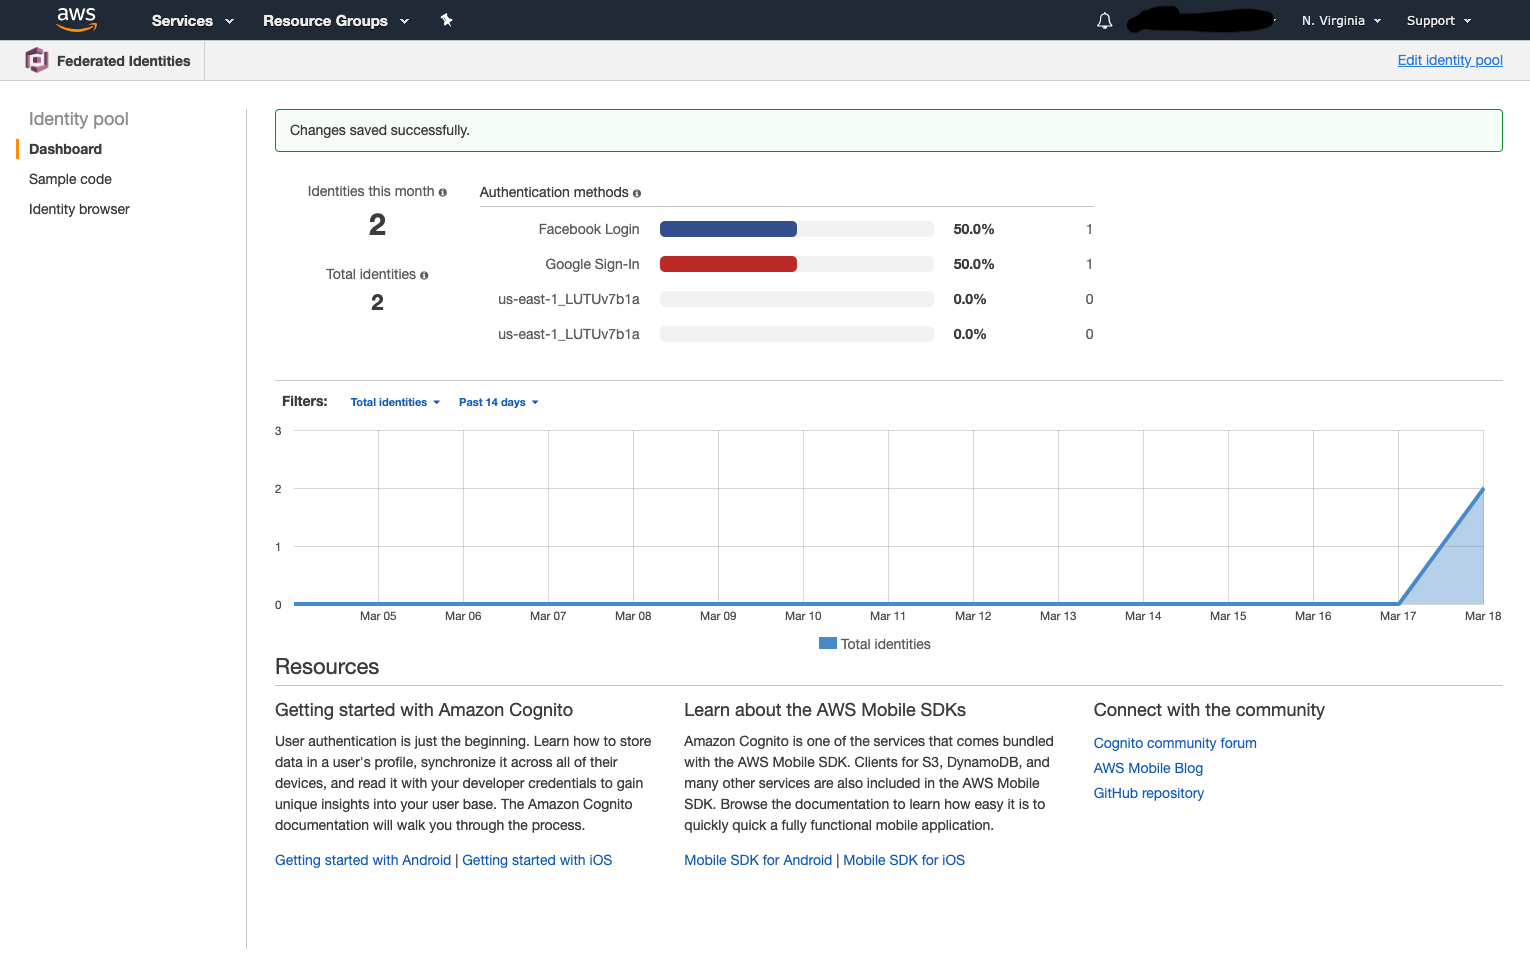 aws Services Resource Groups N. Virginia Support
Federated Identities Edit identity pool
Identity pool
Dashboard
Sample code
Identity browser
Changes saved successfully.
Identities this month
2
Total identities
2
Authentication methods
Facebook Login 50.0% 1
Google Sign-In 50.0% 1
us-east-1_LUTUv7b1a 0.0% 0
us-east-1_LUTUv7b1a 0.0% 0
Filters: Total identities Past 14 days
3
2
1
0
Mar 05 Mar 06 Mar 07 Mar 08 Mar 09 Mar 10 Mar 11 Mar 12 Mar 13 Mar 14 Mar 15 Mar 16 Mar 17 Mar 18
Total identities
Resources
Getting started with Amazon Cognito
User authentication is just the beginning. Learn how to store
data in a user's profile, synchronize it across all of their
devices, and read it with your developer credentials to gain
unique insights into your user base. The Amazon Cognito
documentation will walk you through the process.
Getting started with Android | Getting started with iOS
Learn about the AWS Mobile SDKs
Amazon Cognito is one of the services that comes bundled
with the AWS Mobile SDK. Clients for S3, DynamoDB, and
many other services are also included in the AWS Mobile
SDK. Browse the documentation to learn how easy it is to
quickly quick a fully functional mobile application.
Mobile SDK for Android | Mobile SDK for iOS
Connect with the community
Cognito community forum
AWS Mobile Blog
GitHub repository